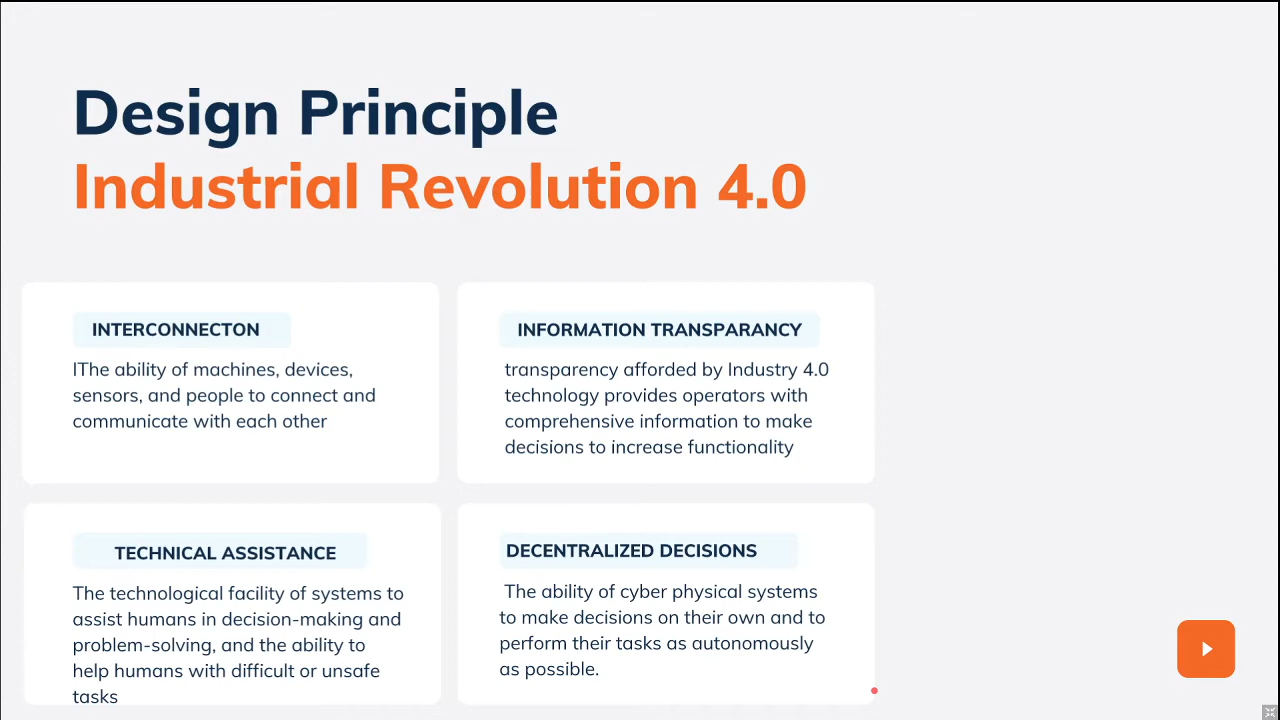 Design Principle
Industrial Revolution 4.0
INTERCONNECTON
IThe ability of machines, devices,
sensors, and people to connect and
communicate with each other
INFORMATION TRANSPARANCY
transparency afforded by Industry 4.0
technology provides operators with
comprehensive information to make
decisions to increase functionality
TECHNICAL ASSISTANCE
The technological facility of systems to
assist humans in decision-making and
problem-solving, and the ability to
help humans with difficult or unsafe
tasks
DECENTRALIZED DECISIONS
The ability of cyber physical systems
to make decisions on their own and to
perform their tasks as autonomously
as possible.